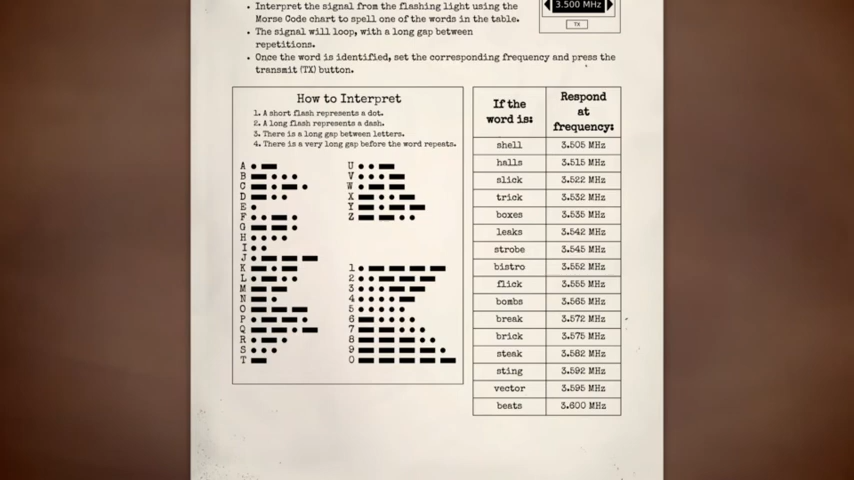 Interpret the signal from the flashing light using the
Morse Code chart to spell one of the words in the table.
The signal will loop, with a long gap between
repetitions.
Once the word is identified, set the corresponding frequency and press the
transmit (TX) button.
3.500 MHz
TX
How to Interpret
1. A short flash represents a dot.
2. A long flash represents a dash.
3. There is a long gap between letters.
4. There is a very long gap before the word repeats.
A
B
C
D
E
F
G
H
I
J
K
L
M
N
O
P
Q
R
S
T
U
V
W
X
Y
Z
1
2
3
4
5
6
7
8
9
0
If the word is: Respond at frequency:
shell 3.505 MHz
halls 3.515 MHz
slick 3.522 MHz
trick 3.532 MHz
boxes 3.535 MHz
leaks 3.542 MHz
strobe 3.545 MHz
bistro 3.552 MHz
flick 3.555 MHz
bombs 3.565 MHz
break 3.572 MHz
brick 3.575 MHz
steak 3.582 MHz
sting 3.592 MHz
vector 3.595 MHz
beats 3.600 MHz